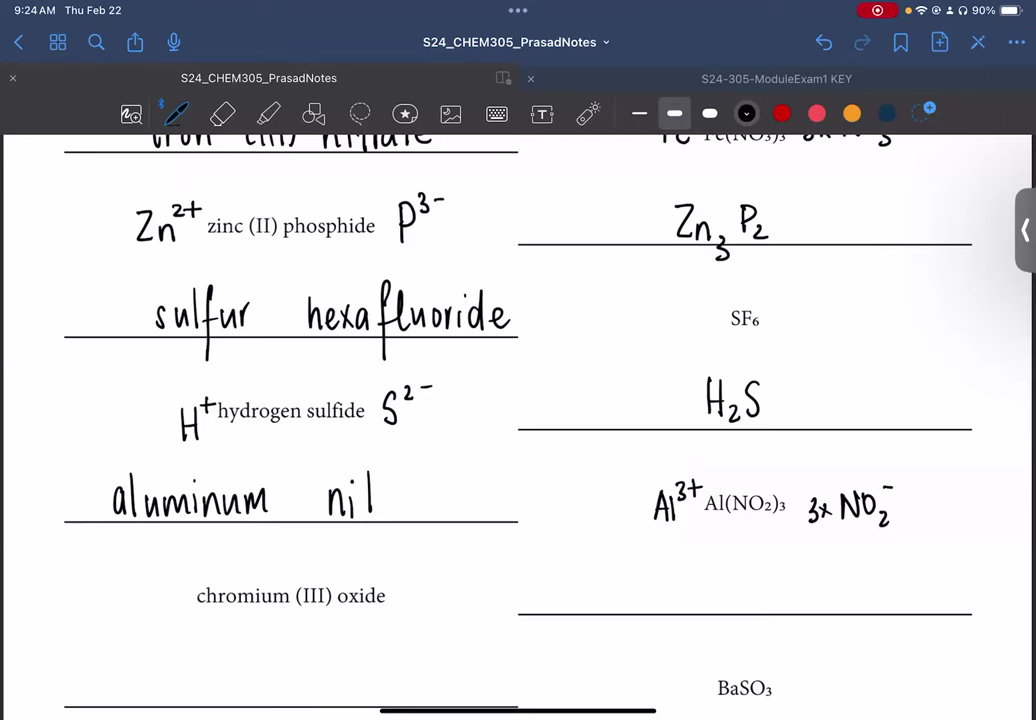 9:24 AM Thu Feb 22
90%
S24_CHEM305_PrasadNotes
S24_CHEM305_PrasadNotes
S24-305-ModuleExam1 KEY
Zn²⁺ zinc (II) phosphide P³⁻
Zn₃P₂
sulfur hexafluoride
SF₆
H⁺ hydrogen sulfide S²⁻
H₂S
aluminum nil
Al³⁺ Al(NO₂)₃ 3x NO₂⁻
chromium (III) oxide
BaSO₃